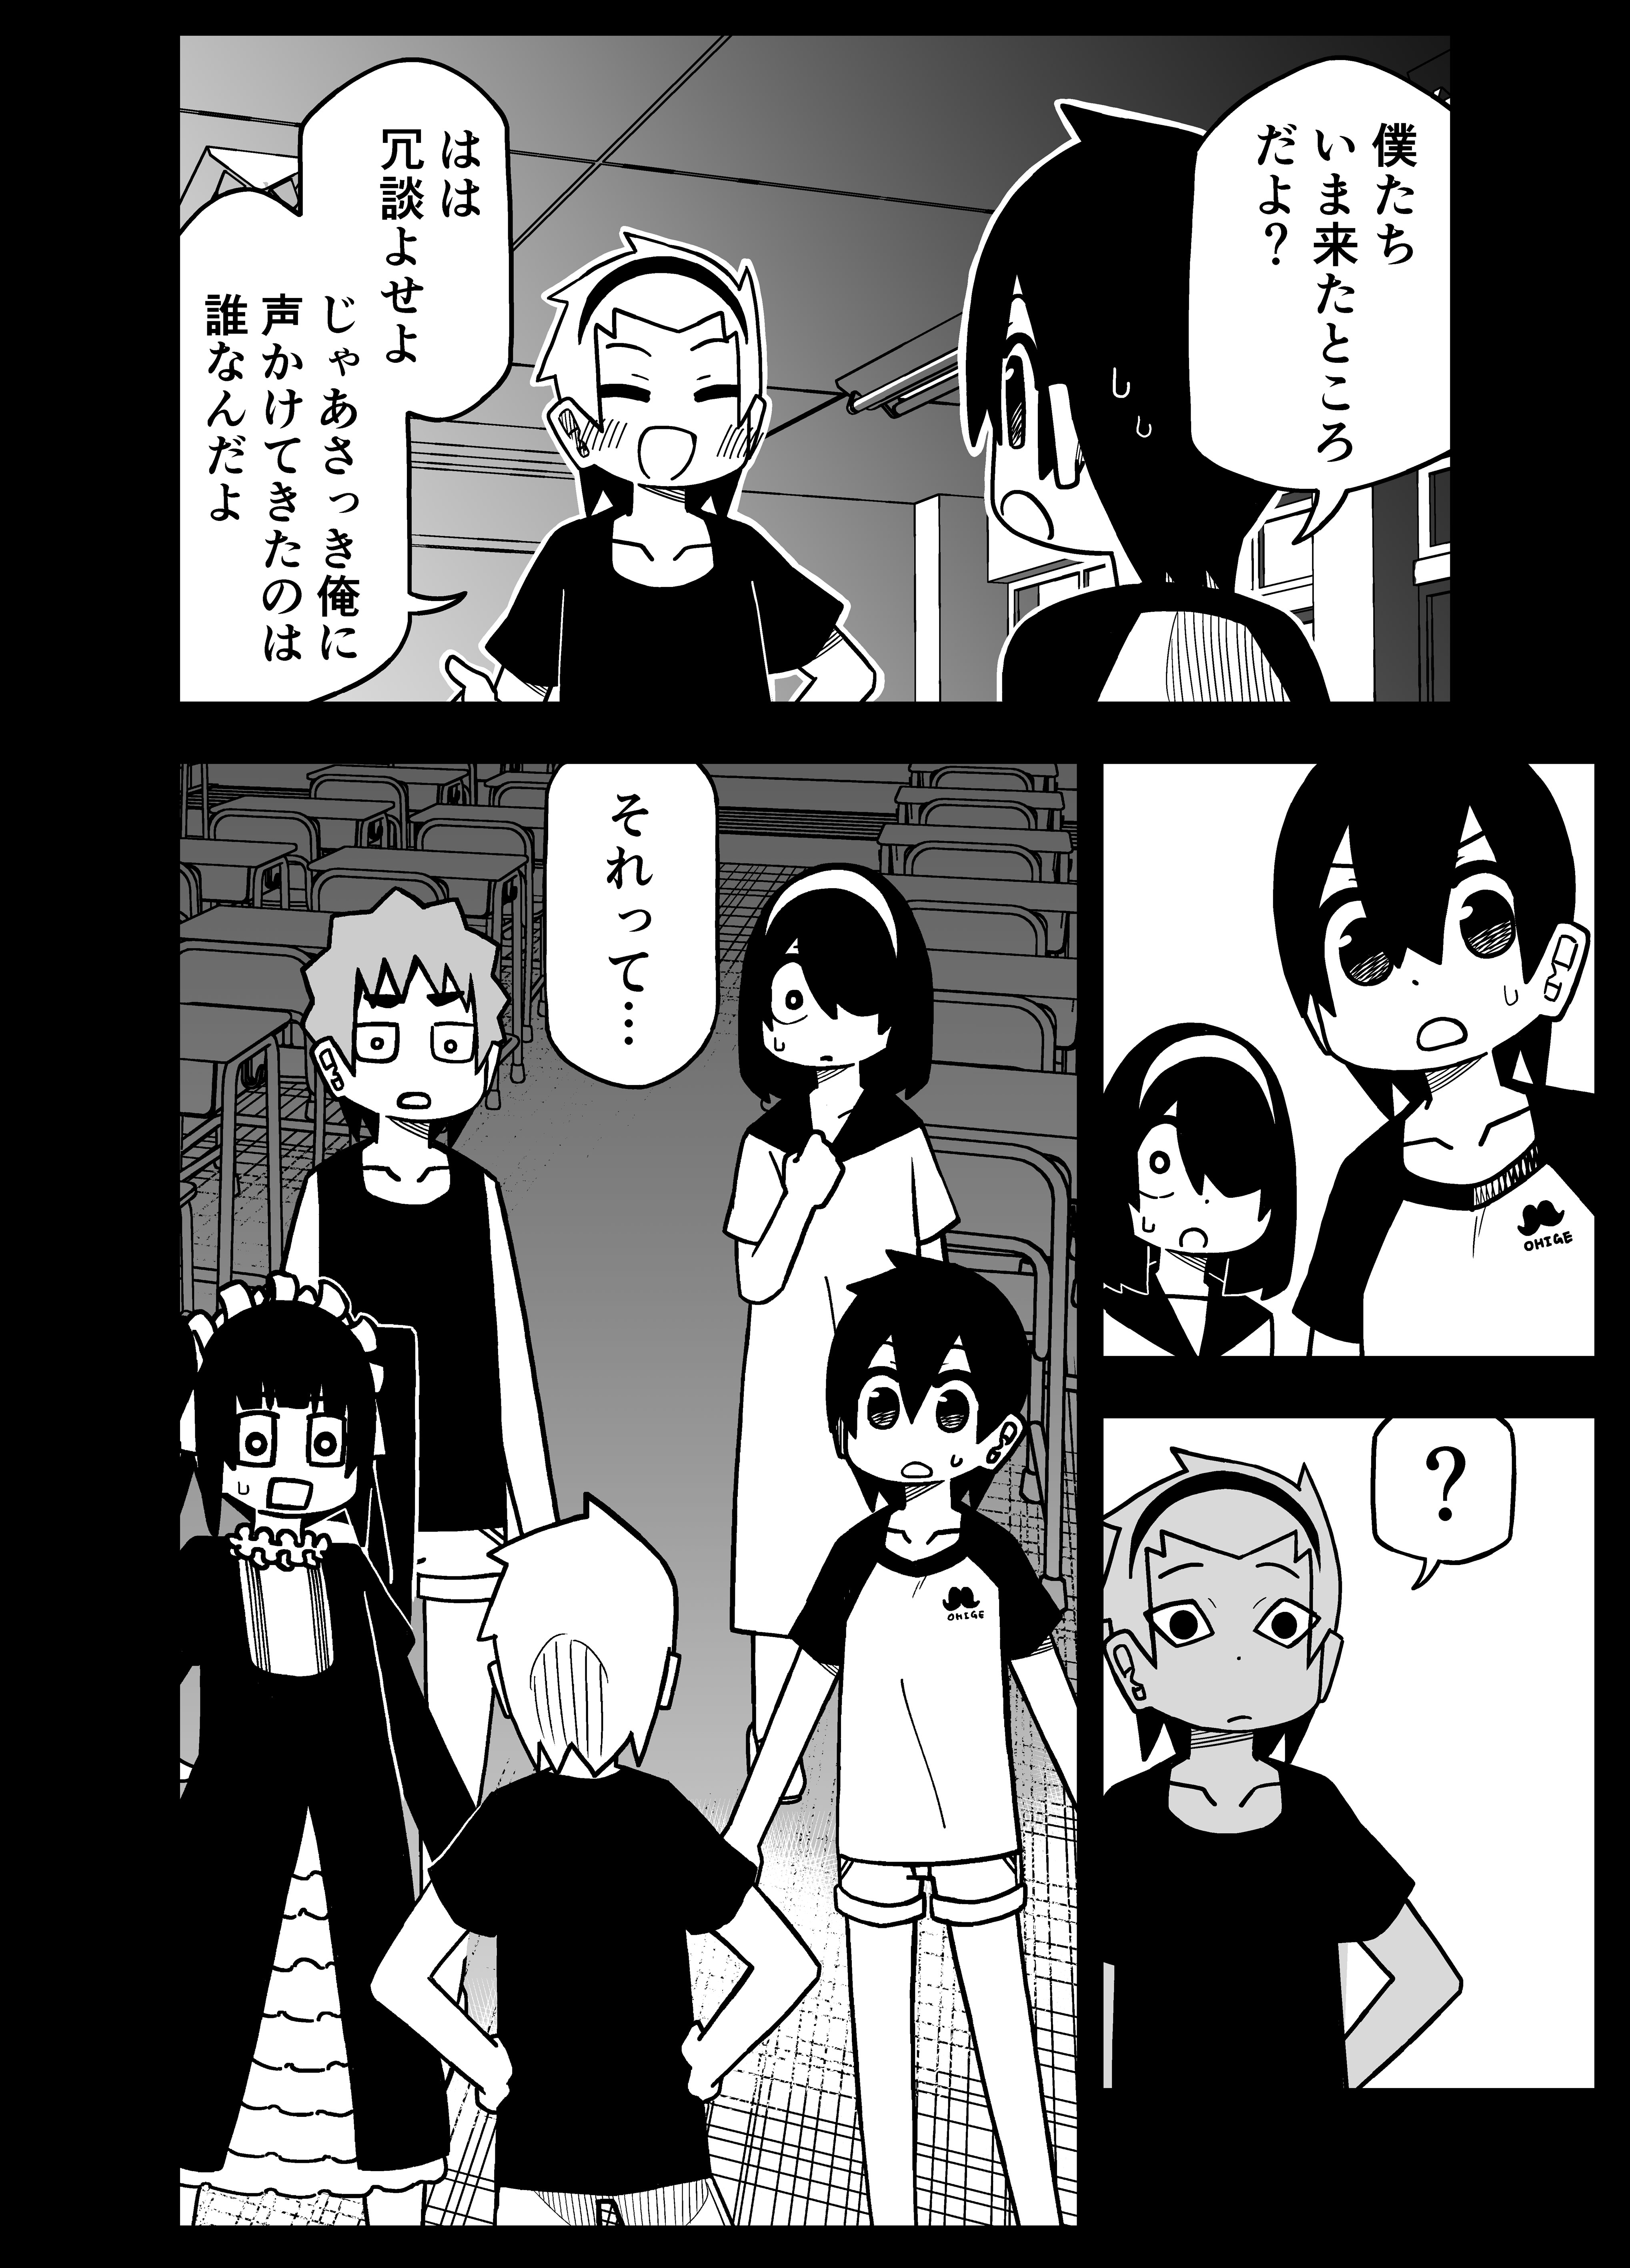 僕たち
いま来たところ
だよ？
はは
冗談よせよ
じゃあさっき俺に
声かけてきたのは
誰なんだよ
OHIGE
？
それって…
OHIGE